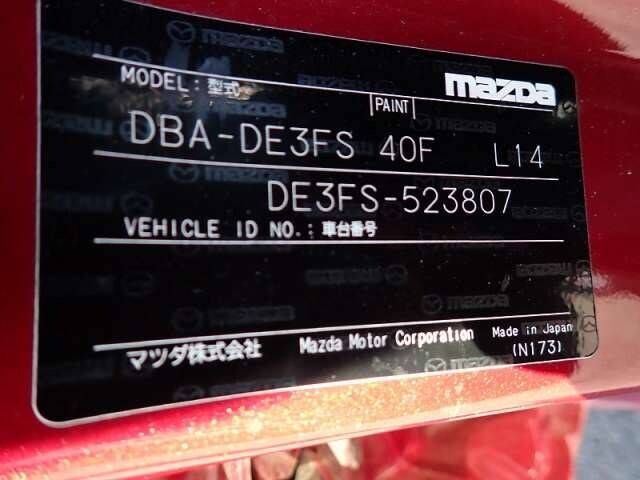 mazda
MODEL: 型式
PAINT
DBA-DE3FS 40F L14
DE3FS-523807
VEHICLE ID NO.: 車台番号
マツダ株式会社 Mazda Motor Corporation Made in Japan
(N173)